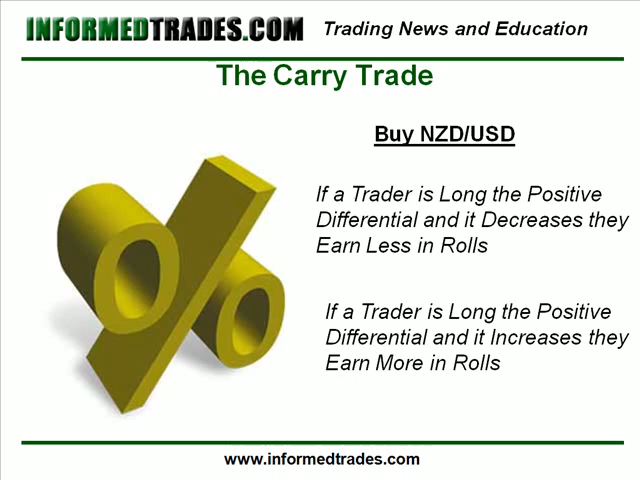 INFORMEDTRADES.COM Trading News and Education
The Carry Trade
Buy NZD/USD
If a Trader is Long the Positive
Differential and it Decreases they
Earn Less in Rolls
If a Trader is Long the Positive
Differential and it Increases they
Earn More in Rolls
www.informedtrades.com